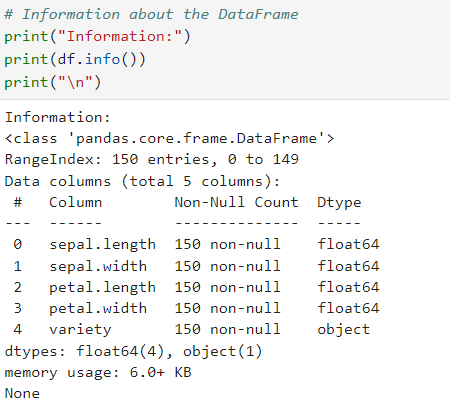 # Information about the DataFrame
print("Information:")
print(df.info())
print("\n")
Information:
<class 'pandas.core.frame.DataFrame'>
RangeIndex: 150 entries, 0 to 149
Data columns (total 5 columns):
 #   Column        Non-Null Count  Dtype
---  ------        --------------  -----
 0   sepal.length  150 non-null    float64
 1   sepal.width   150 non-null    float64
 2   petal.length  150 non-null    float64
 3   petal.width   150 non-null    float64
 4   variety       150 non-null    object
dtypes: float64(4), object(1)
memory usage: 6.0+ KB
None